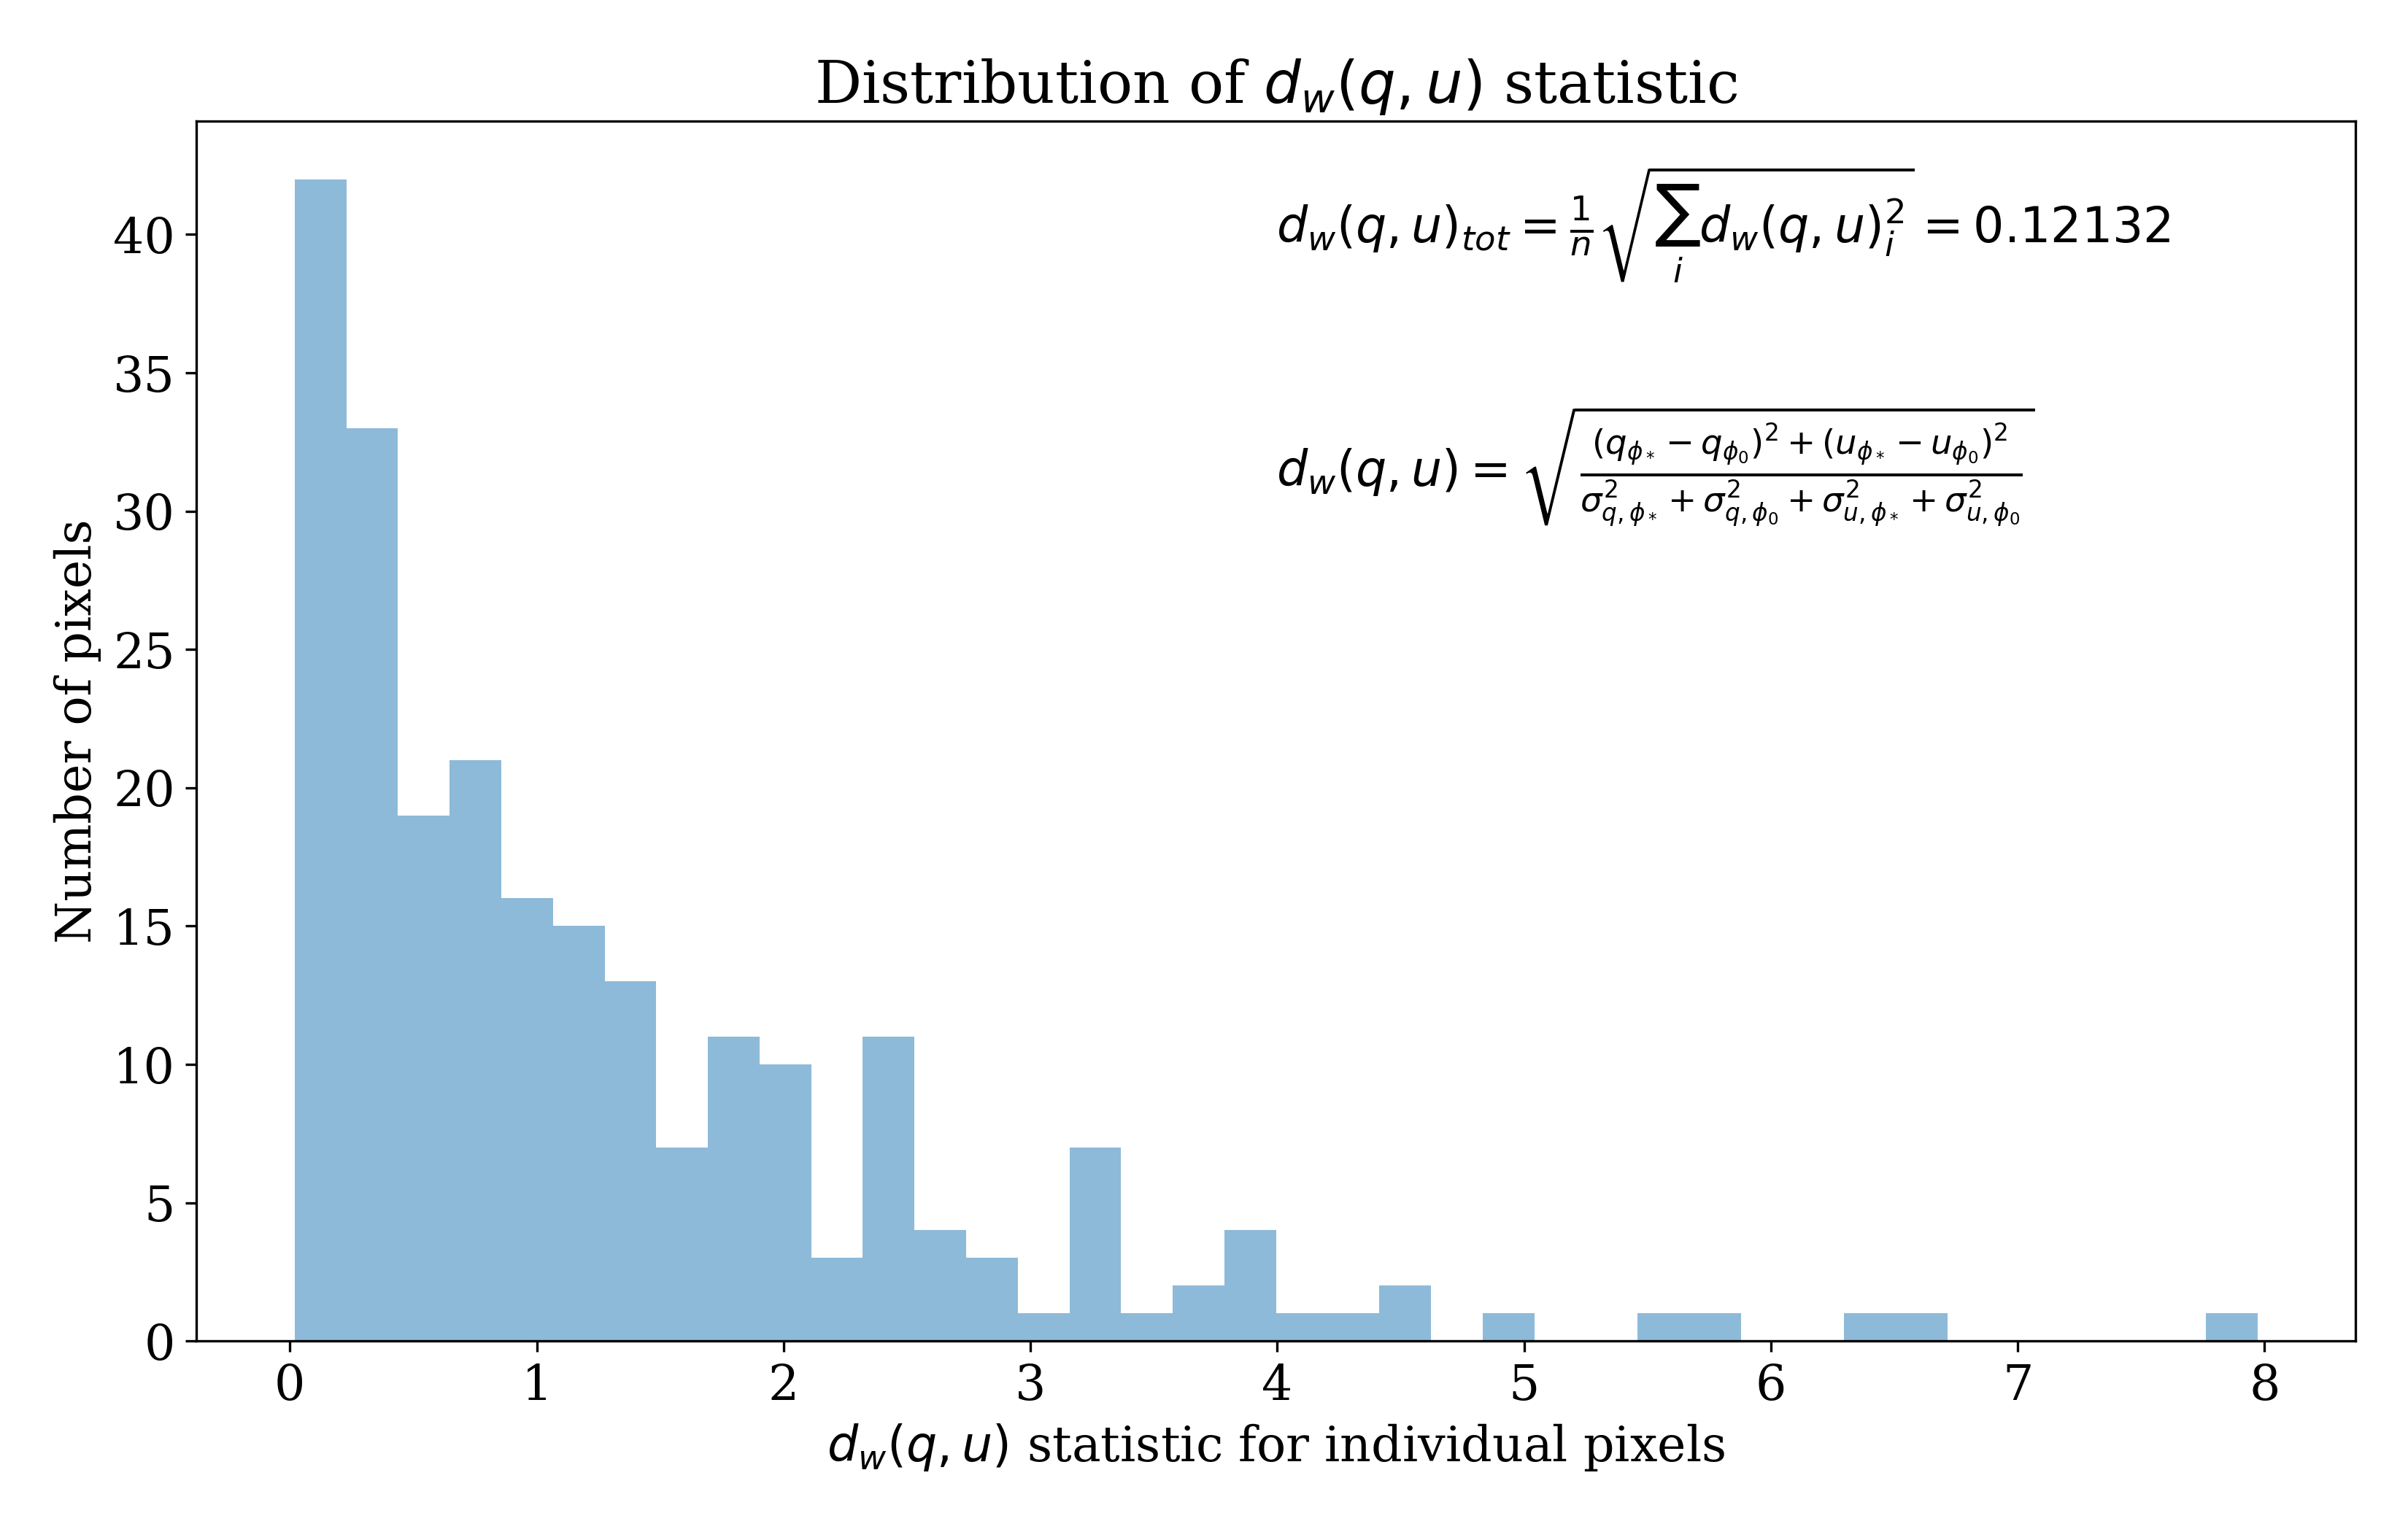 Distribution of $d_w(q, u)$ statistic
$d_w(q, u)_{tot} = \frac{1}{n}\sqrt{\sum_i d_w(q, u)_i^2} = 0.12132$
$d_w(q, u) = \sqrt{\frac{(q_{\phi_*} - q_{\phi_0})^2 + (u_{\phi_*} - u_{\phi_0})^2}{\sigma^2_{q,\phi_*} + \sigma^2_{q,\phi_0} + \sigma^2_{u,\phi_*} + \sigma^2_{u,\phi_0}}}$
Number of pixels
40
35
30
25
20
15
10
5
0
0 1 2 3 4 5 6 7 8
$d_w(q, u)$ statistic for individual pixels